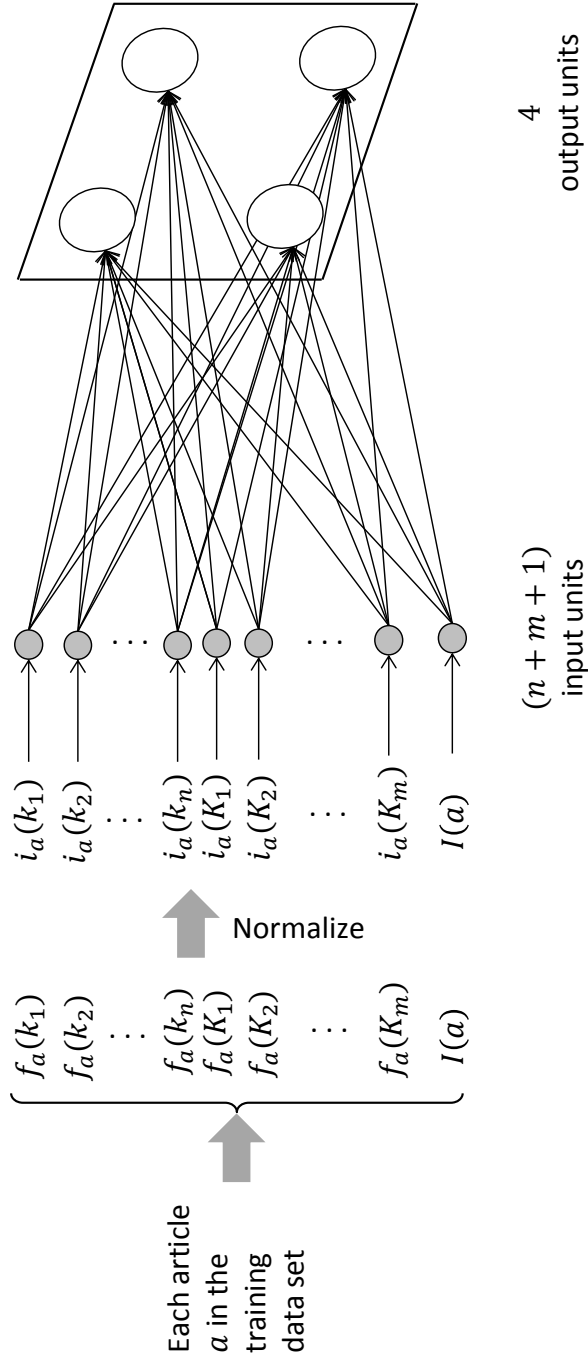 Each article
a in the
training
data set
f_a(k_1)
f_a(k_2)
...
f_a(k_n)
f_a(K_1)
f_a(K_2)
...
f_a(K_m)
I(a)
Normalize
i_a(k_1)
i_a(k_2)
...
i_a(k_n)
i_a(K_1)
i_a(K_2)
...
i_a(K_m)
I(a)
...
...
(n + m + 1)
input units
4
output units